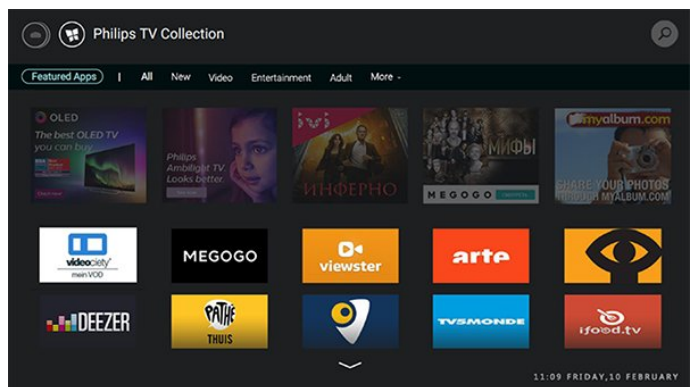 Philips TV Collection
Featured Apps | All New Video Entertainment Adult More
OLED
The best OLED TV
you can buy
Philips
Ambilight TV.
Looks better.
ИНФЕРНО
МИФЫ
MEGOGO
myalbum.com
SHARE YOUR PHOTOS
THROUGH MYALBUM.COM
videociety
mein VOD
MEGOGO
viewster
arte
DEEZER
PATHÉ
THUIS
TV5MONDE
ifood.tv
11:09 FRIDAY,10 FEBRUARY